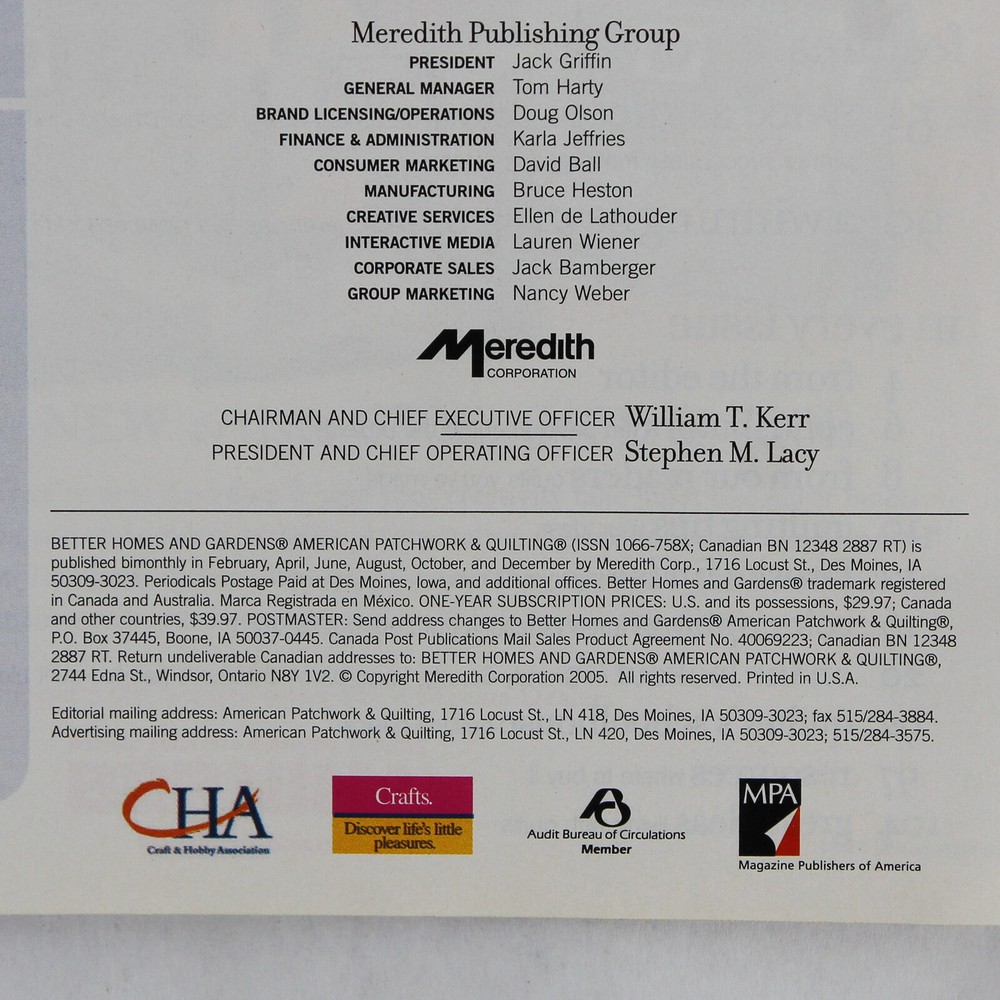 Meredith Publishing Group
PRESIDENT Jack Griffin
GENERAL MANAGER Tom Harty
BRAND LICENSING/OPERATIONS Doug Olson
FINANCE & ADMINISTRATION Karla Jeffries
CONSUMER MARKETING David Ball
MANUFACTURING Bruce Heston
CREATIVE SERVICES Ellen de Lathouder
INTERACTIVE MEDIA Lauren Wiener
CORPORATE SALES Jack Bamberger
GROUP MARKETING Nancy Weber
Meredith
CORPORATION
CHAIRMAN AND CHIEF EXECUTIVE OFFICER William T. Kerr
PRESIDENT AND CHIEF OPERATING OFFICER Stephen M. Lacy
BETTER HOMES AND GARDENS® AMERICAN PATCHWORK & QUILTING® (ISSN 1066-758X; Canadian BN 12348 2887 RT) is
published bimonthly in February, April, June, August, October, and December by Meredith Corp., 1716 Locust St., Des Moines, IA
50309-3023. Periodicals Postage Paid at Des Moines, Iowa, and additional offices. Better Homes and Gardens® trademark registered
in Canada and Australia. Marca Registrada en México. ONE-YEAR SUBSCRIPTION PRICES: U.S. and its possessions, $29.97; Canada
and other countries, $39.97. POSTMASTER: Send address changes to Better Homes and Gardens® American Patchwork & Quilting®,
P.O. Box 37445, Boone, IA 50037-0445. Canada Post Publications Mail Sales Product Agreement No. 40069223; Canadian BN 12348
2887 RT. Return undeliverable Canadian addresses to: BETTER HOMES AND GARDENS® AMERICAN PATCHWORK & QUILTING®,
2744 Edna St., Windsor, Ontario N8Y 1V2. © Copyright Meredith Corporation 2005. All rights reserved. Printed in U.S.A.
Editorial mailing address: American Patchwork & Quilting, 1716 Locust St., LN 418, Des Moines, IA 50309-3023; fax 515/284-3884.
Advertising mailing address: American Patchwork & Quilting, 1716 Locust St., LN 420, Des Moines, IA 50309-3023; 515/284-3575.
CHA
Craft & Hobby Association
Crafts.
Discover life's little
pleasures.
Audit Bureau of Circulations
Member
MPA
Magazine Publishers of America